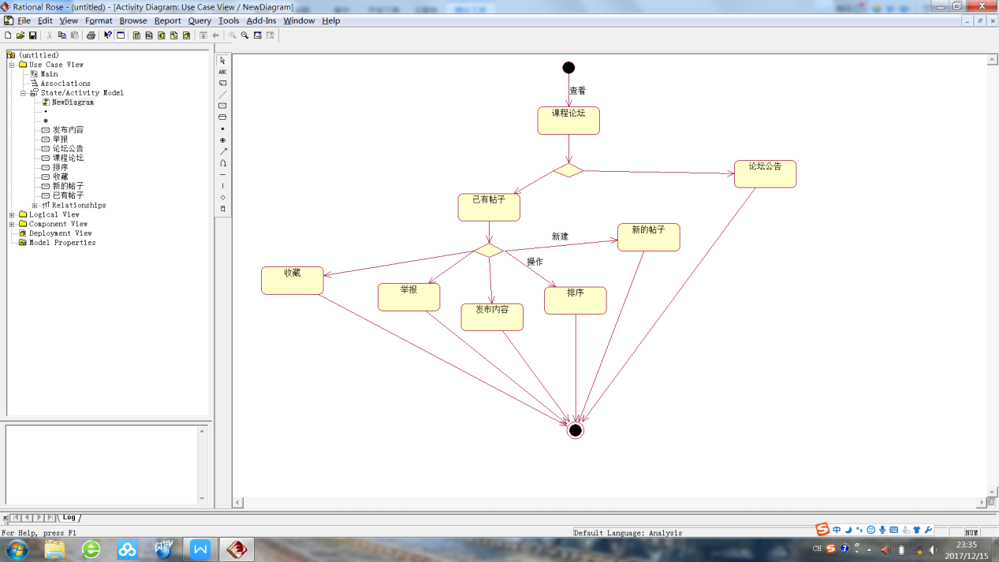 Rational Rose - (untitled) - [Activity Diagram: Use Case View / NewDiagram]
File Edit View Format Browse Report Query Tools Add-Ins Window Help
ABC
(untitled)
Use Case View
Main
Associations
State/Activity Model
NewDiagram
发布内容
举报
论坛公告
课程论坛
排序
收藏
新的帖子
已有帖子
Relationships
Logical View
Component View
Deployment View
Model Properties
查看
课程论坛
论坛公告
已有帖子
新建
新的帖子
操作
收藏
举报
发布内容
排序
Log
For Help, press F1
Default Language: Analysis
NUM
中
CH
23:35
2017/12/15